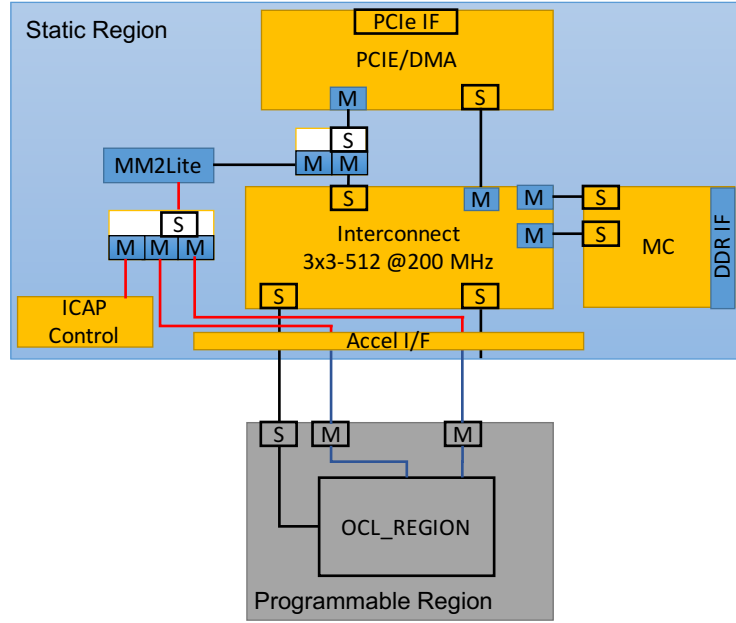 PCIe IF
Static Region
PCIE/DMA
M
S
S
M
M
MM2Lite
S
M
M
S
S
M
M
M
M
S
Interconnect
3x3-512 @200 MHz
MC
DDR IF
S
S
ICAP
Control
Accel I/F
S
M
M
OCL_REGION
Programmable Region